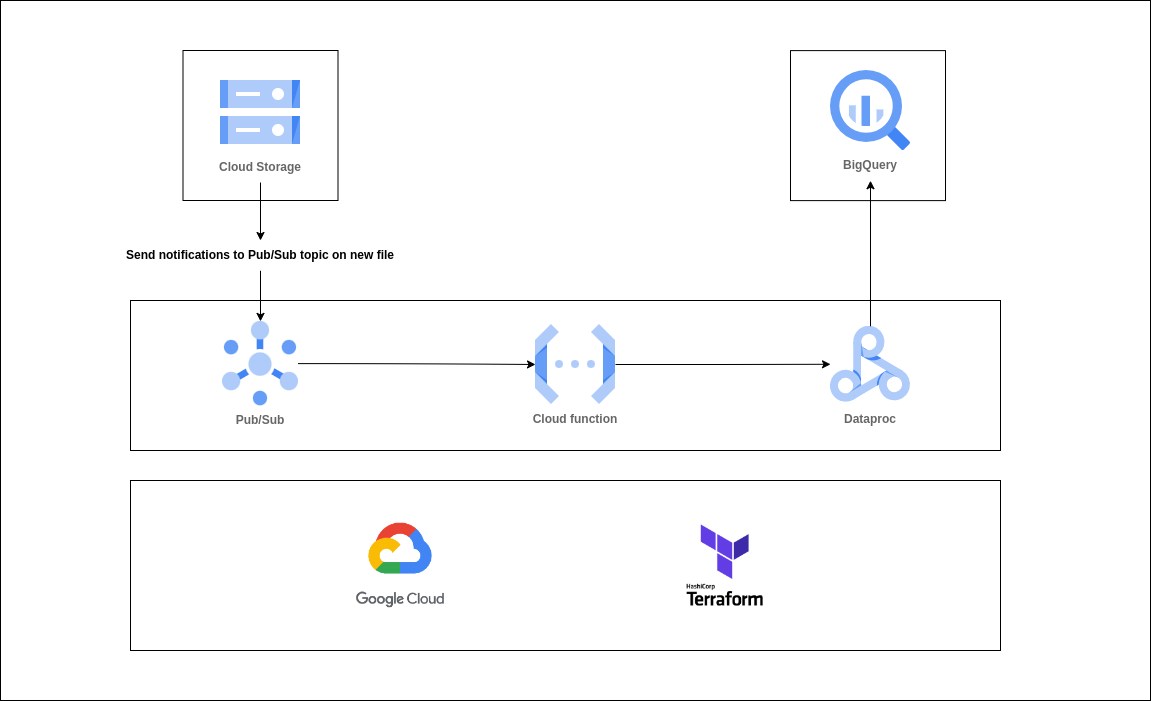 Cloud Storage
BigQuery
Send notifications to Pub/Sub topic on new file
Pub/Sub
Cloud function
Dataproc
Google Cloud
HashiCorp
Terraform